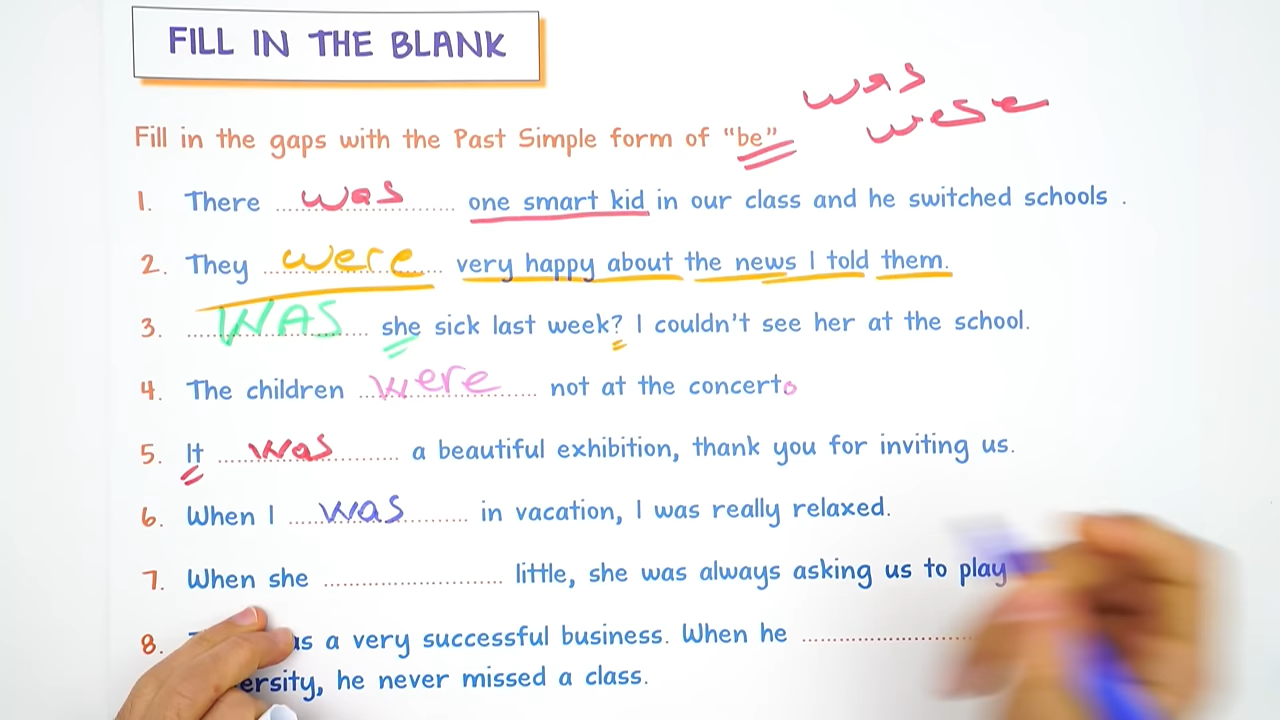 FILL IN THE BLANK
was
were
Fill in the gaps with the Past Simple form of "be"
1. There was one smart kid in our class and he switched schools .
2. They were very happy about the news I told them.
3. WAS she sick last week? I couldn't see her at the school.
4. The children were not at the concert.
5. It was a beautiful exhibition, thank you for inviting us.
6. When I was in vacation, I was really relaxed.
7. When she .............................. little, she was always asking us to play
8. a very successful business. When he ..............................
he never missed a class.